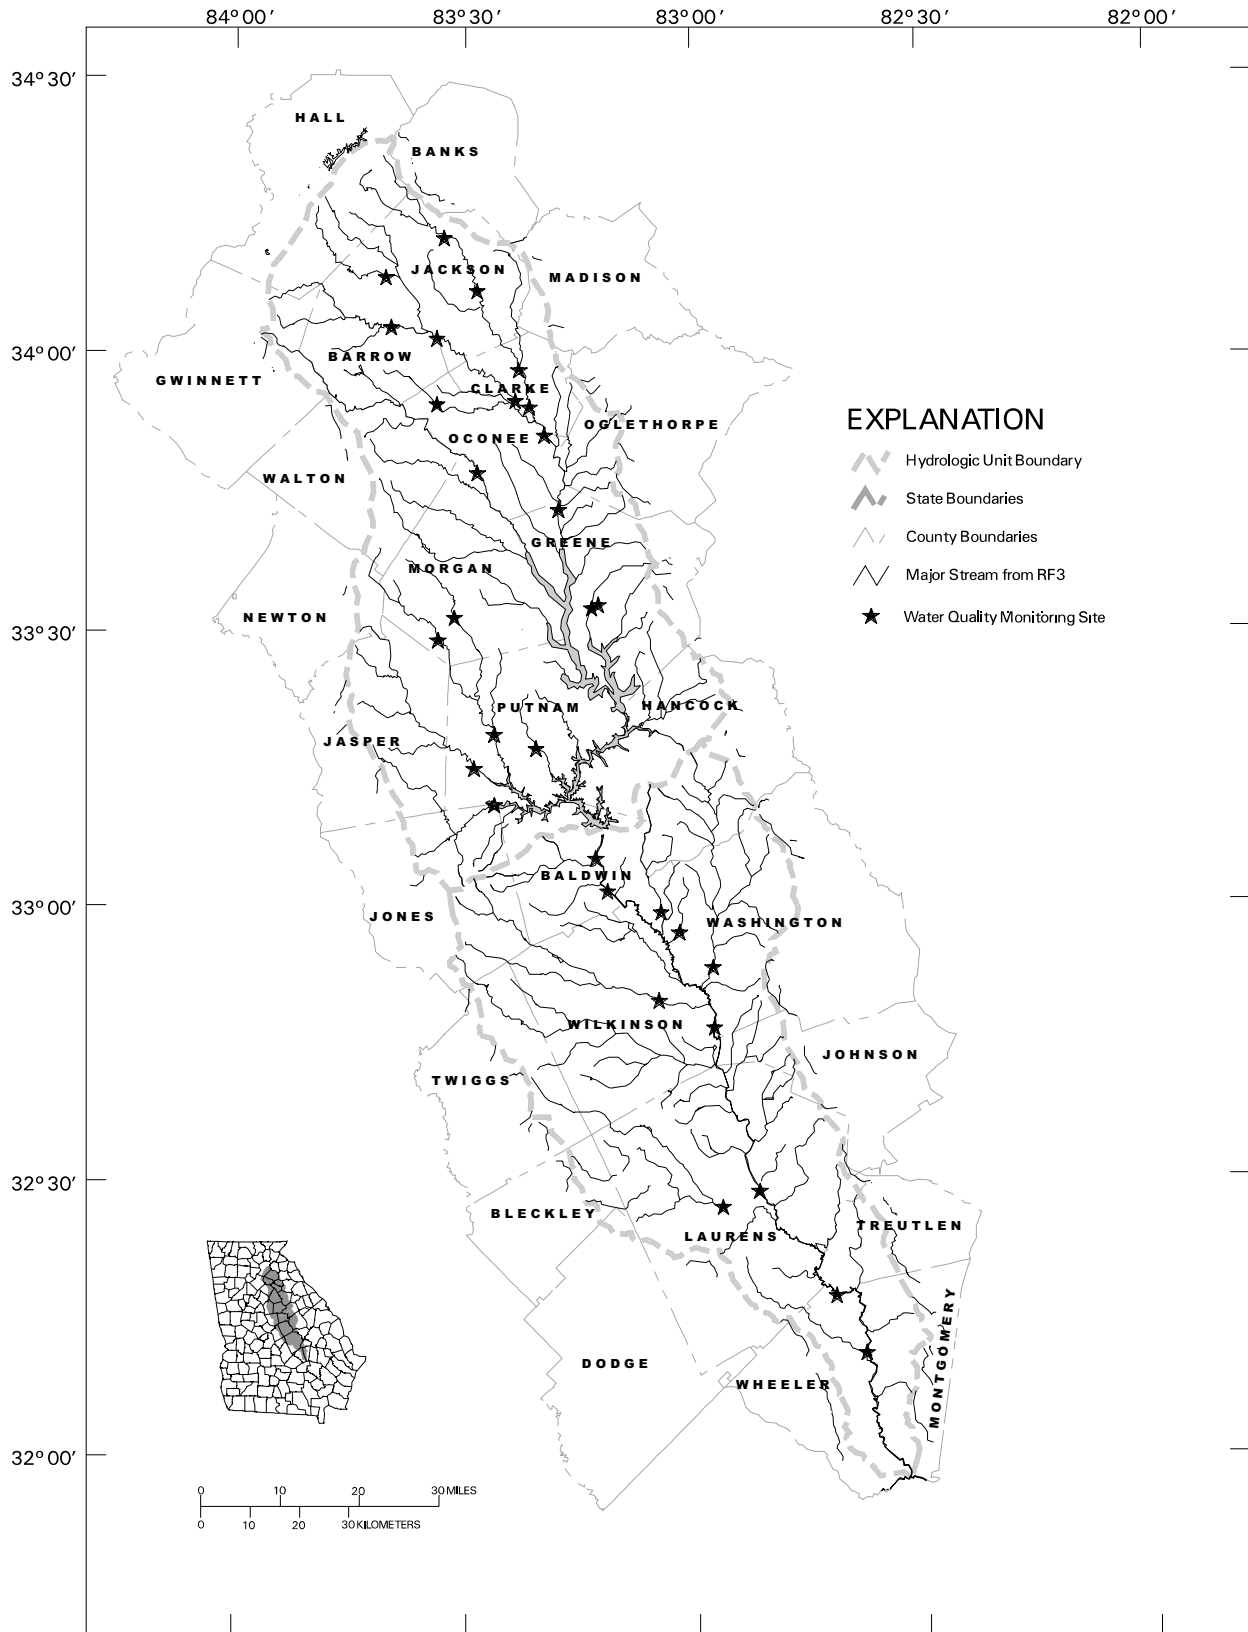 84° 00′ 83° 30′ 83° 00′ 82° 30′ 82° 00′
34° 30′
HALL
BANKS
JACKSON
MADISON
34° 00′
BARROW
GWINNETT
CLARKE
EXPLANATION
OGLETHORPE
OCONEE
Hydrologic Unit Boundary
WALTON
State Boundaries
County Boundaries
GREENE
MORGAN
Major Stream from RF3
NEWTON
Water Quality Monitoring Site
33° 30′
PUTNAM
HANCOCK
JASPER
BALDWIN
33° 00′
JONES
WASHINGTON
WILKINSON
JOHNSON
TWIGGS
32° 30′
BLECKLEY
TREUTLEN
LAURENS
MONTGOMERY
DODGE
WHEELER
32° 00′
0 10 20 30 MILES
0 10 20 30 KILOMETERS